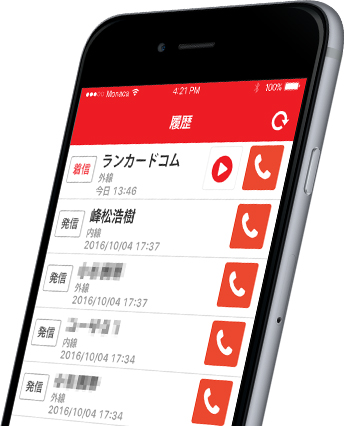 Monaca 4:21 PM 100%
履歴
着信 ランカードコム
外線
今日 13:46
発信 峰松浩樹
内線
2016/10/04 17:37
発信
外線
2016/10/04 17:37
発信
内線
2016/10/04 17:34
発信
外線
2016/10/04 17:34